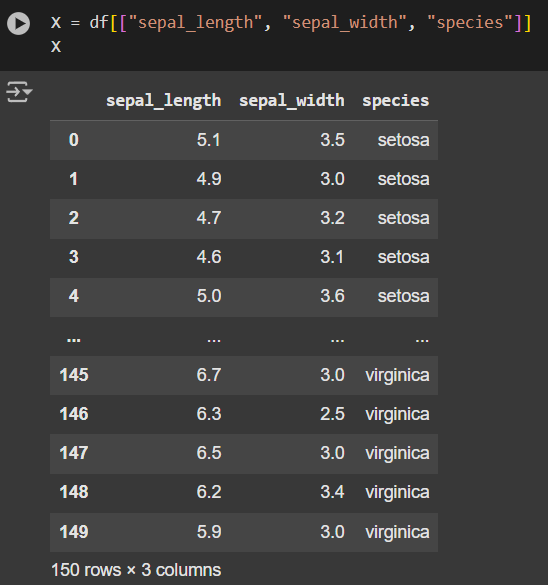 X = df[["sepal_length", "sepal_width", "species"]]
X
sepal_length sepal_width species
0 5.1 3.5 setosa
1 4.9 3.0 setosa
2 4.7 3.2 setosa
3 4.6 3.1 setosa
4 5.0 3.6 setosa
... ... ... ...
145 6.7 3.0 virginica
146 6.3 2.5 virginica
147 6.5 3.0 virginica
148 6.2 3.4 virginica
149 5.9 3.0 virginica
150 rows × 3 columns